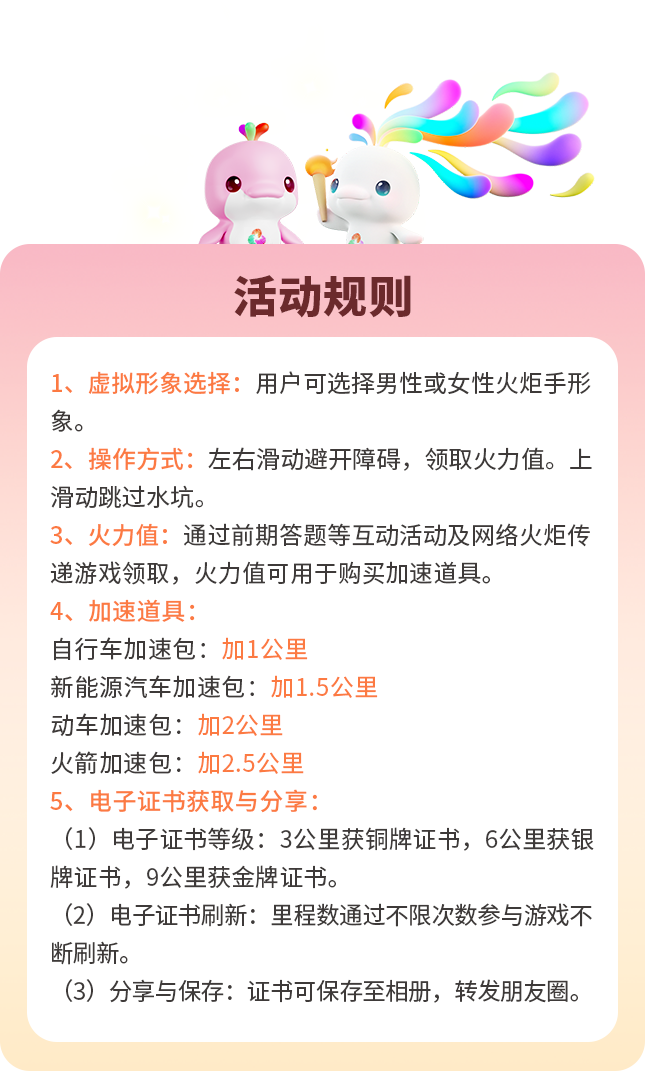 活动规则
1、虚拟形象选择：用户可选择男性或女性火炬手形
象。
2、操作方式：左右滑动避开障碍，领取火力值。上
滑动跳过水坑。
3、火力值：通过前期答题等互动活动及网络火炬传
递游戏领取，火力值可用于购买加速道具。
4、加速道具：
自行车加速包：加1公里
新能源汽车加速包：加1.5公里
动车加速包：加2公里
火箭加速包：加2.5公里
5、电子证书获取与分享：
（1）电子证书等级：3公里获铜牌证书，6公里获银
牌证书，9公里获金牌证书。
（2）电子证书刷新：里程数通过不限次数参与游戏不
断刷新。
（3）分享与保存：证书可保存至相册，转发朋友圈。